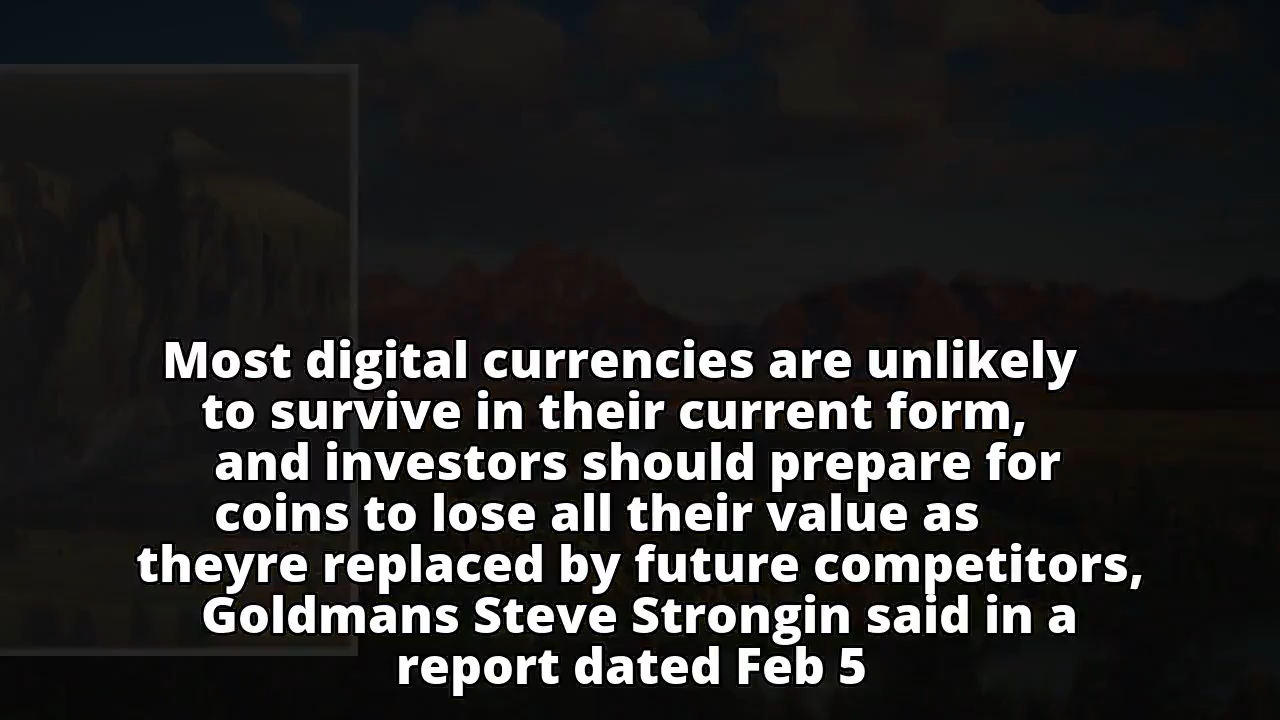 Most digital currencies are unlikely
to survive in their current form,
and investors should prepare for
coins to lose all their value as
theyre replaced by future competitors,
Goldmans Steve Strongin said in a
report dated Feb 5